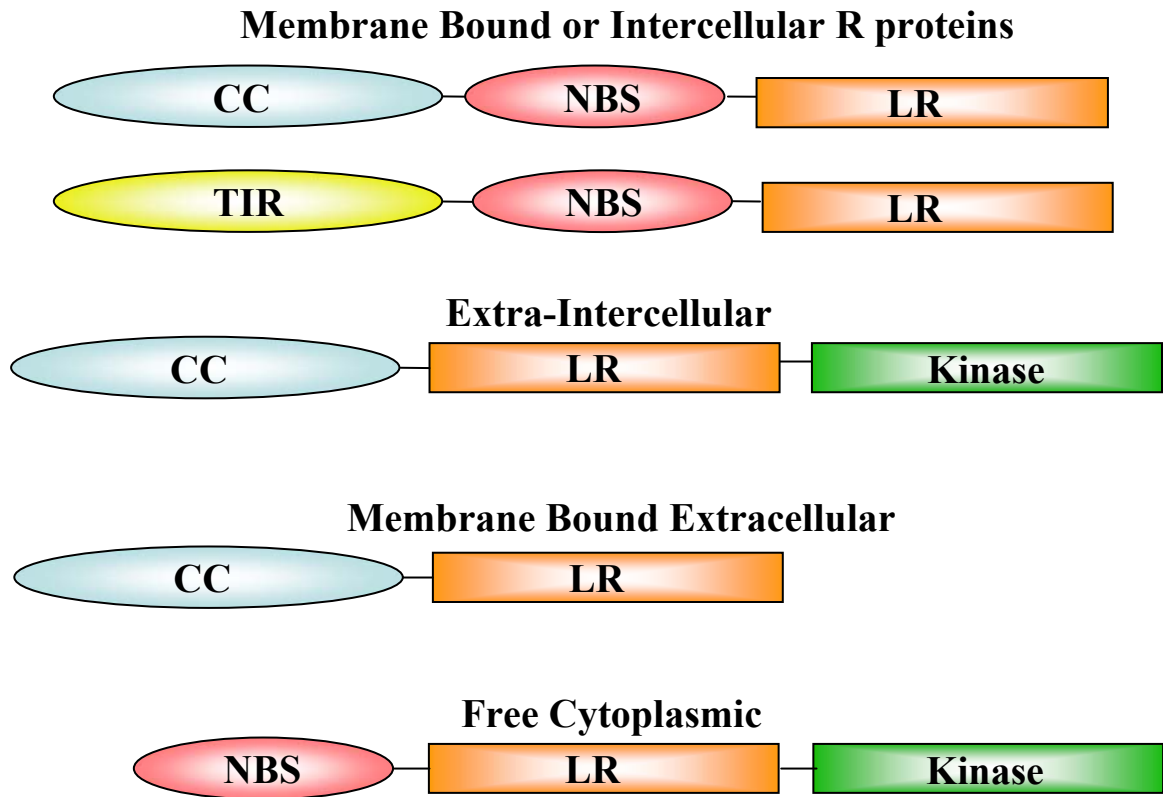 Membrane Bound or Intercellular R proteins
CC NBS LR
TIR NBS LR
Extra-Intercellular
CC LR Kinase
Membrane Bound Extracellular
CC LR
Free Cytoplasmic
NBS LR Kinase